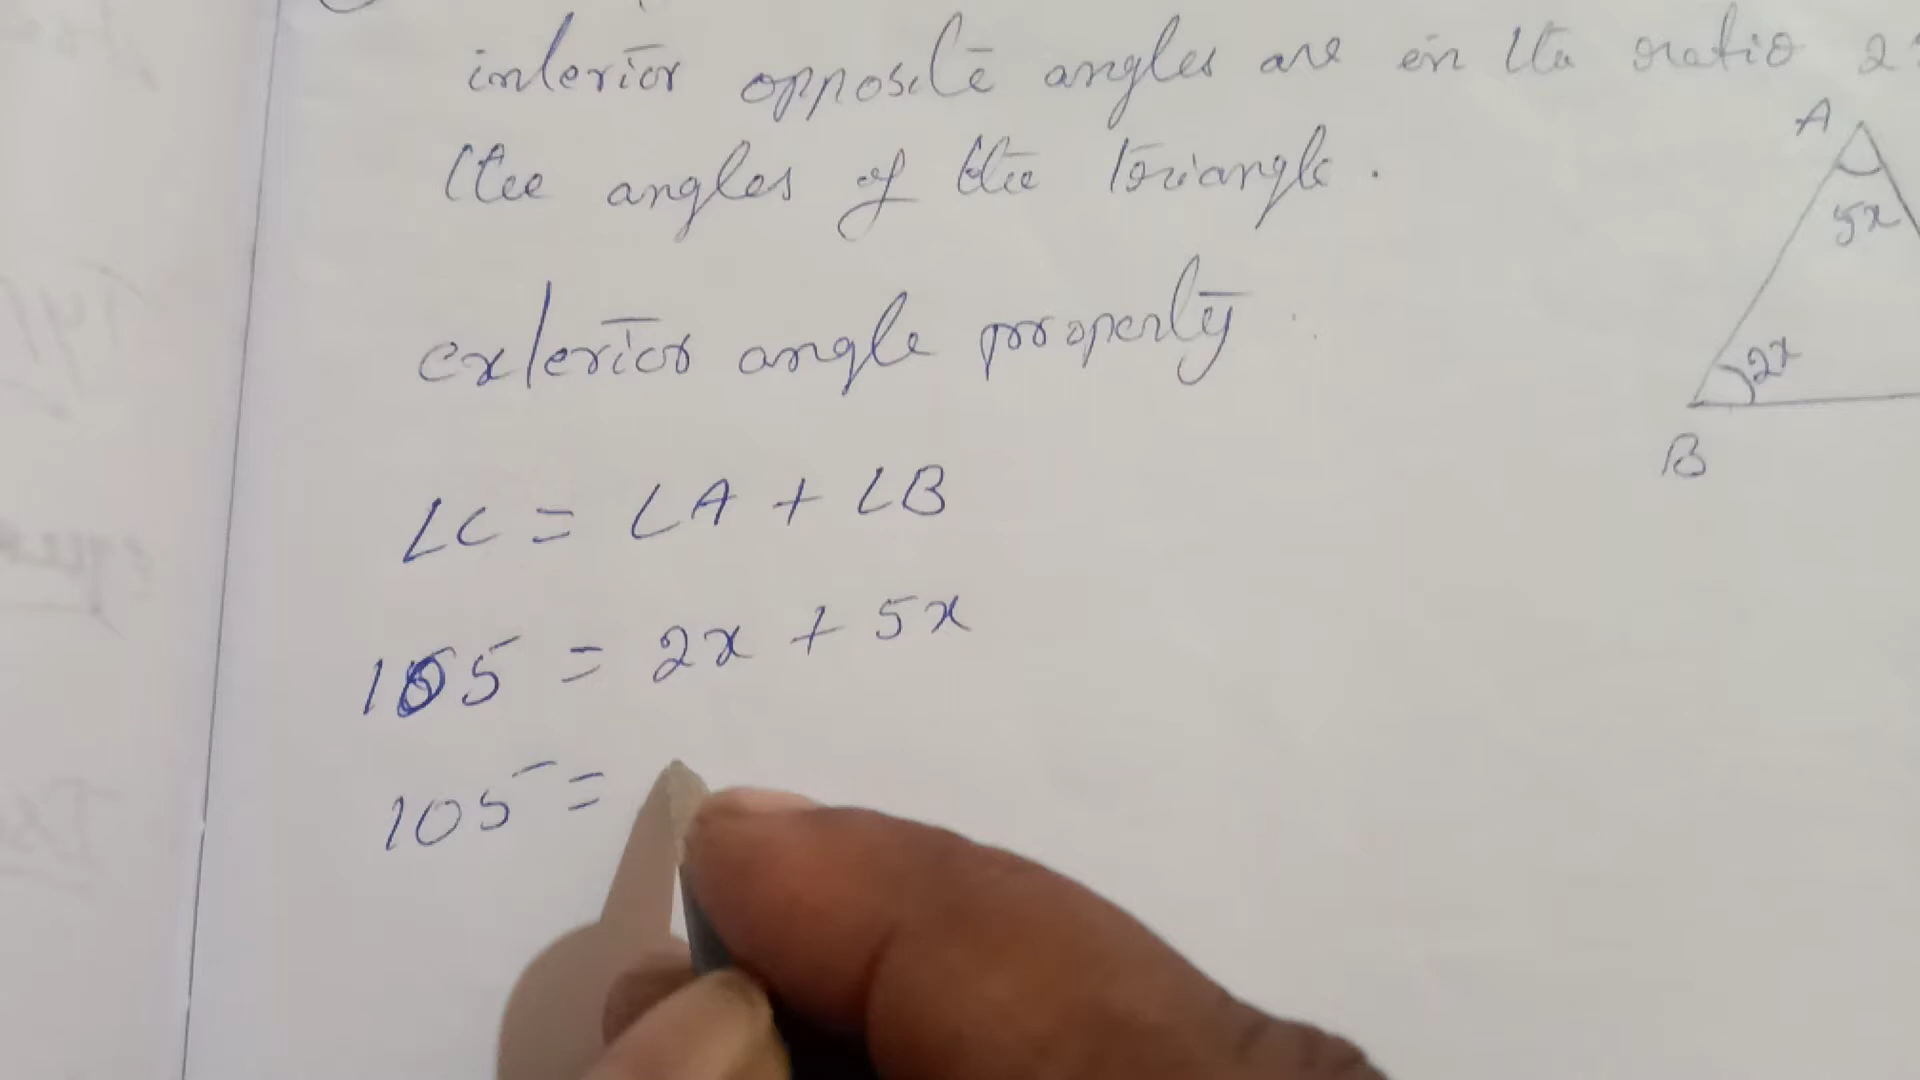 interior opposite angles are in the ratio 2:
the angles of the triangle.
A
5x
exterior angle property
2x
B
∠C = ∠A + ∠B
105 = 2x + 5x
105 =